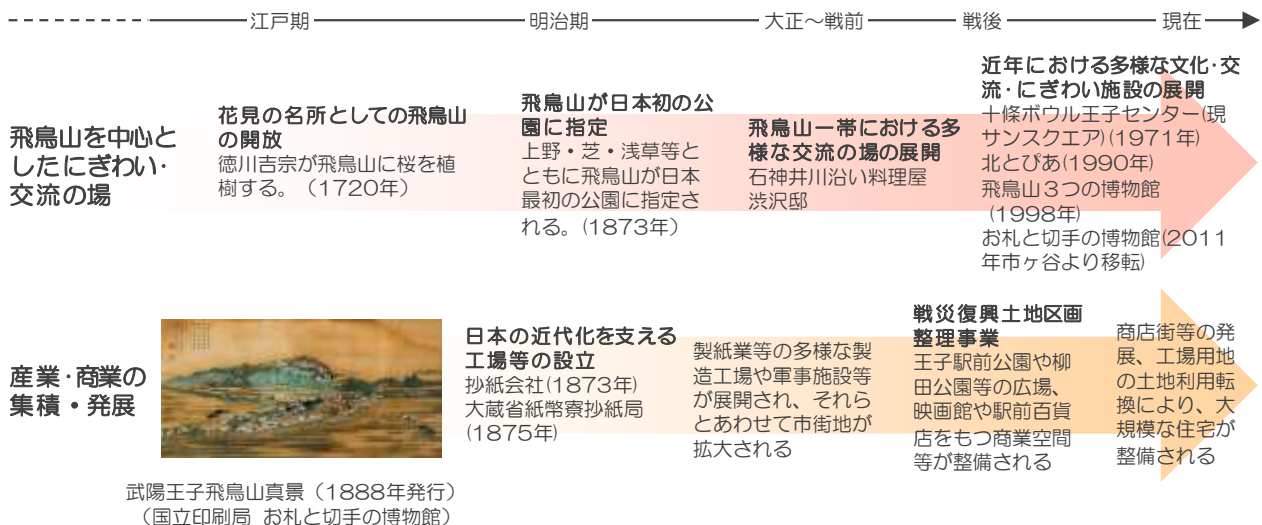 江戸期
明治期
大正～戦前
戦後
現在
飛鳥山を中心と
したにぎわい・
交流の場
花見の名所としての飛鳥山
の開放
徳川吉宗が飛鳥山に桜を植
樹する。（1720年）
飛鳥山が日本初の公
園に指定
上野・芝・浅草等と
ともに飛鳥山が日本
最初の公園に指定さ
れる。(1873年）
飛鳥山一帯における多
様な交流の場の展開
石神井川沿い料理屋
渋沢邸
近年における多様な文化・交
流・にぎわい施設の展開
十條ボウル王子センター(現
サンスクエア)(1971年)
北とぴあ(1990年)
飛鳥山３つの博物館
(1998年)
お札と切手の博物館(2011
年市ヶ谷より移転)
産業・商業の
集積・発展
武陽王子飛鳥山真景（1888年発行）
（国立印刷局 お札と切手の博物館）
日本の近代化を支える
工場等の設立
抄紙会社(1873年)
大蔵省紙幣寮抄紙局
(1875年)
製紙業等の多様な製
造工場や軍事施設等
が展開され、それら
とあわせて市街地が
拡大される
戦災復興土地区画
整理事業
王子駅前公園や柳
田公園等の広場、
映画館や駅前百貨
店をもつ商業空間
等が整備される
商店街等の発
展、工場用地
の土地利用転
換により、大
規模な住宅が
整備される